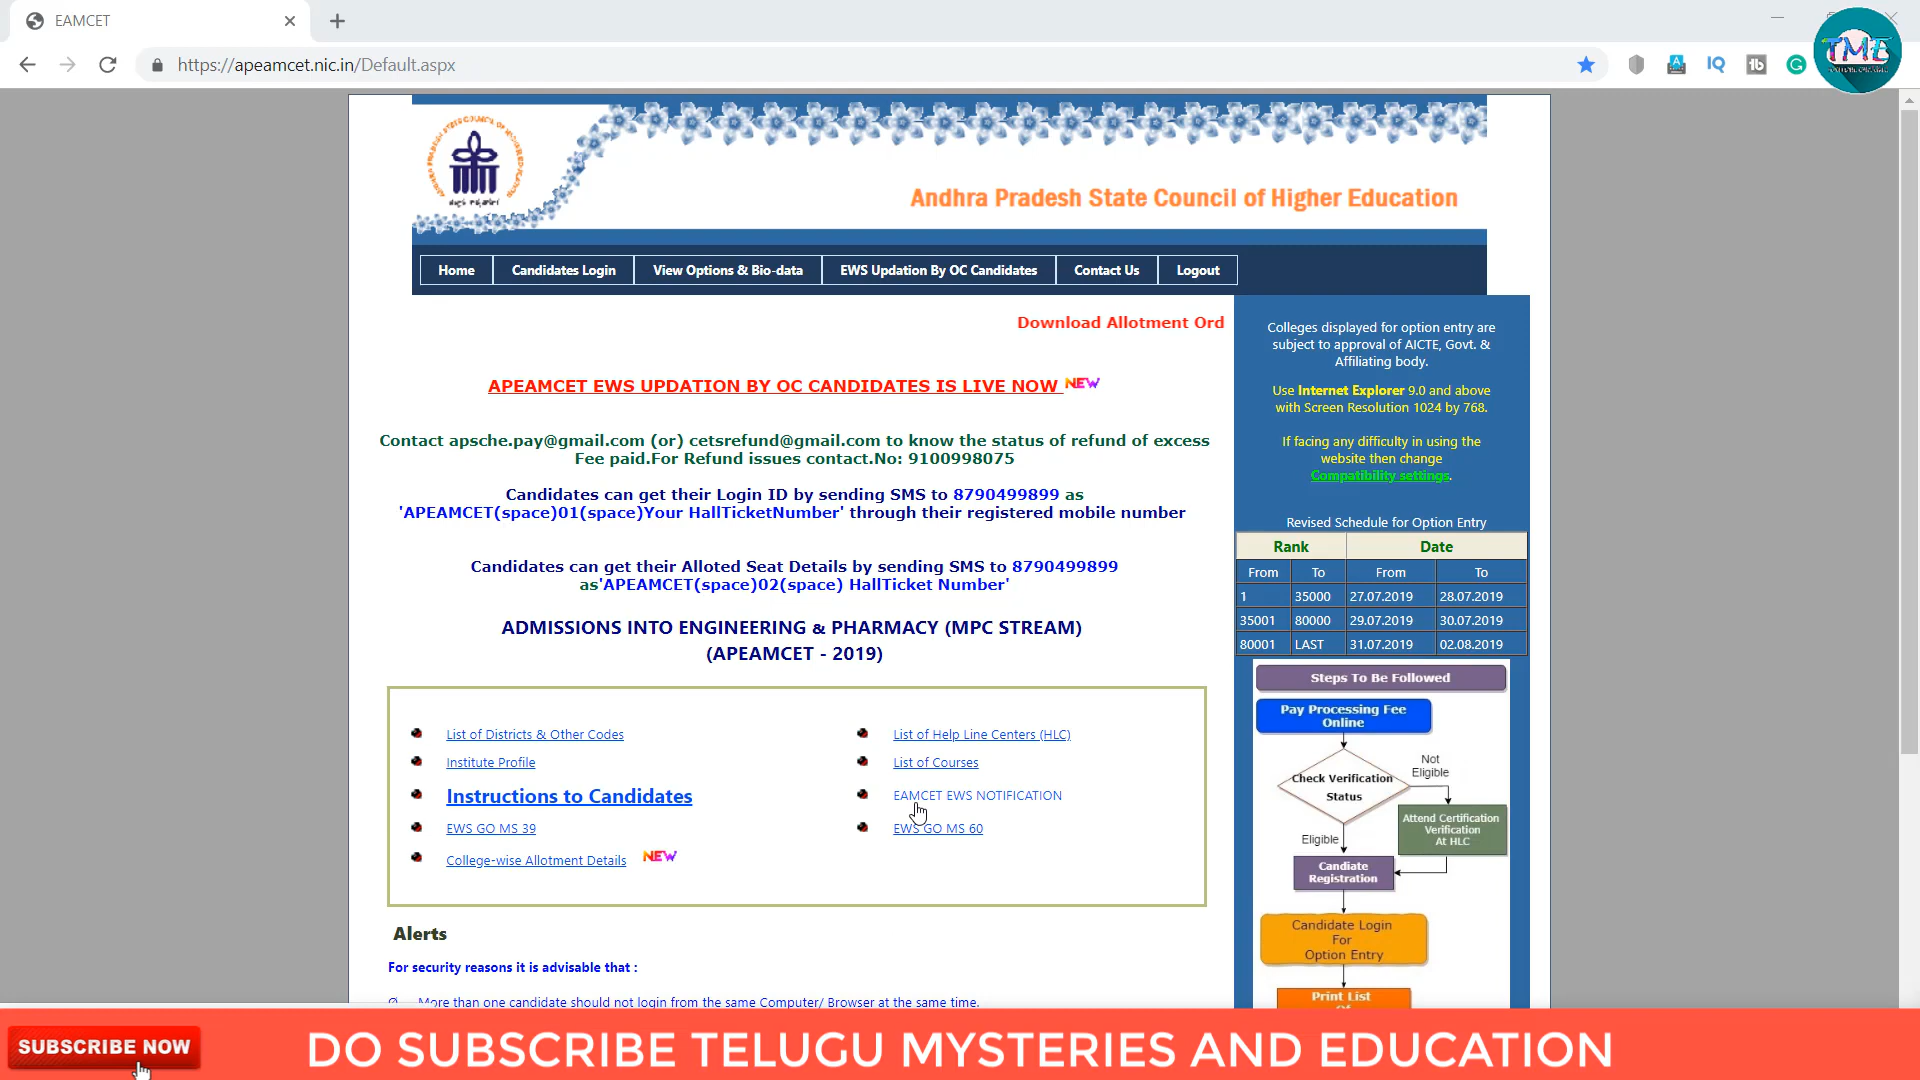 EAMCET
https://apeamcet.nic.in/Default.aspx
TME
Andhra Pradesh State Council of Higher Education
Home
Candidates Login
View Options & Bio-data
EWS Updation By OC Candidates
Contact Us
Logout
Download Allotment Ord
APEAMCET EWS UPDATION BY OC CANDIDATES IS LIVE NOW NEW
Contact apsche.pay@gmail.com (or) cetsrefund@gmail.com to know the status of refund of excess
Fee paid.For Refund issues contact.No: 9100998075
Candidates can get their Login ID by sending SMS to 8790499899 as
'APEAMCET(space)01(space)Your HallTicketNumber' through their registered mobile number
Candidates can get their Alloted Seat Details by sending SMS to 8790499899
as'APEAMCET(space)02(space) HallTicket Number'
ADMISSIONS INTO ENGINEERING & PHARMACY (MPC STREAM)
(APEAMCET - 2019)
List of Districts & Other Codes
List of Help Line Centers (HLC)
Institute Profile
List of Courses
Instructions to Candidates
EAMCET EWS NOTIFICATION
EWS GO MS 39
EWS GO MS 60
College-wise Allotment Details NEW
Alerts
For security reasons it is advisable that :
Ø More than one candidate should not login from the same Computer/ Browser at the same time.
Colleges displayed for option entry are
subject to approval of AICTE, Govt. &
Affiliating body.
Use Internet Explorer 9.0 and above
with Screen Resolution 1024 by 768.
If facing any difficulty in using the
website then change
Compatibility settings.
Revised Schedule for Option Entry
Rank Date
From To From To
1 35000 27.07.2019 28.07.2019
35001 80000 29.07.2019 30.07.2019
80001 LAST 31.07.2019 02.08.2019
Steps To Be Followed
Pay Processing Fee
Online
Check Verification
Status
Not
Eligible
Attend Certification
Verification
At HLC
Eligible
Candiate
Registration
Candidate Login
For
Option Entry
Print List
Of
SUBSCRIBE NOW
DO SUBSCRIBE TELUGU MYSTERIES AND EDUCATION